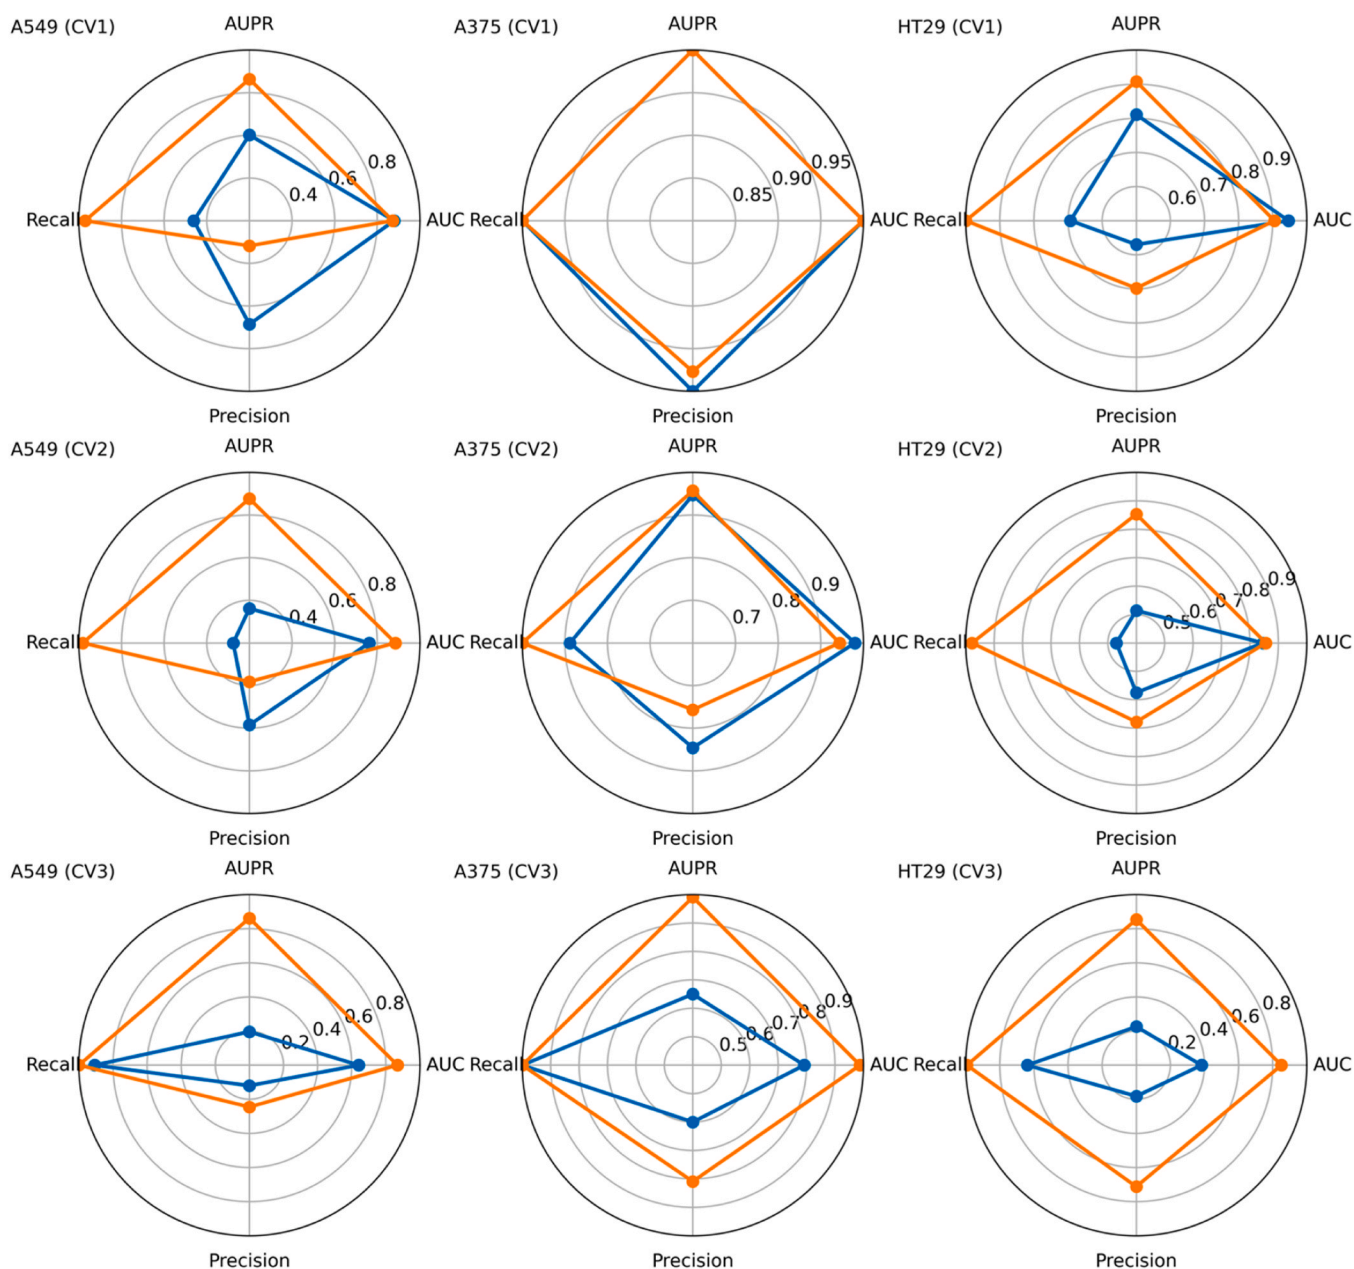 A549 (CV1)
AUPR
0.8
0.6
0.4
Recall
AUC
Precision
A375 (CV1)
AUPR
0.95
0.90
0.85
Recall
AUC
Precision
HT29 (CV1)
AUPR
0.9
0.8
0.7
0.6
Recall
AUC
Precision
A549 (CV2)
AUPR
0.8
0.6
0.4
Recall
AUC
Precision
A375 (CV2)
AUPR
0.9
0.8
0.7
Recall
AUC
Precision
HT29 (CV2)
AUPR
0.9
0.8
0.7
0.6
0.5
Recall
AUC
Precision
A549 (CV3)
AUPR
0.8
0.6
0.4
0.2
Recall
AUC
Precision
A375 (CV3)
AUPR
0.9
0.8
0.7
0.6
0.5
Recall
AUC
Precision
HT29 (CV3)
AUPR
0.8
0.6
0.4
0.2
Recall
AUC
Precision